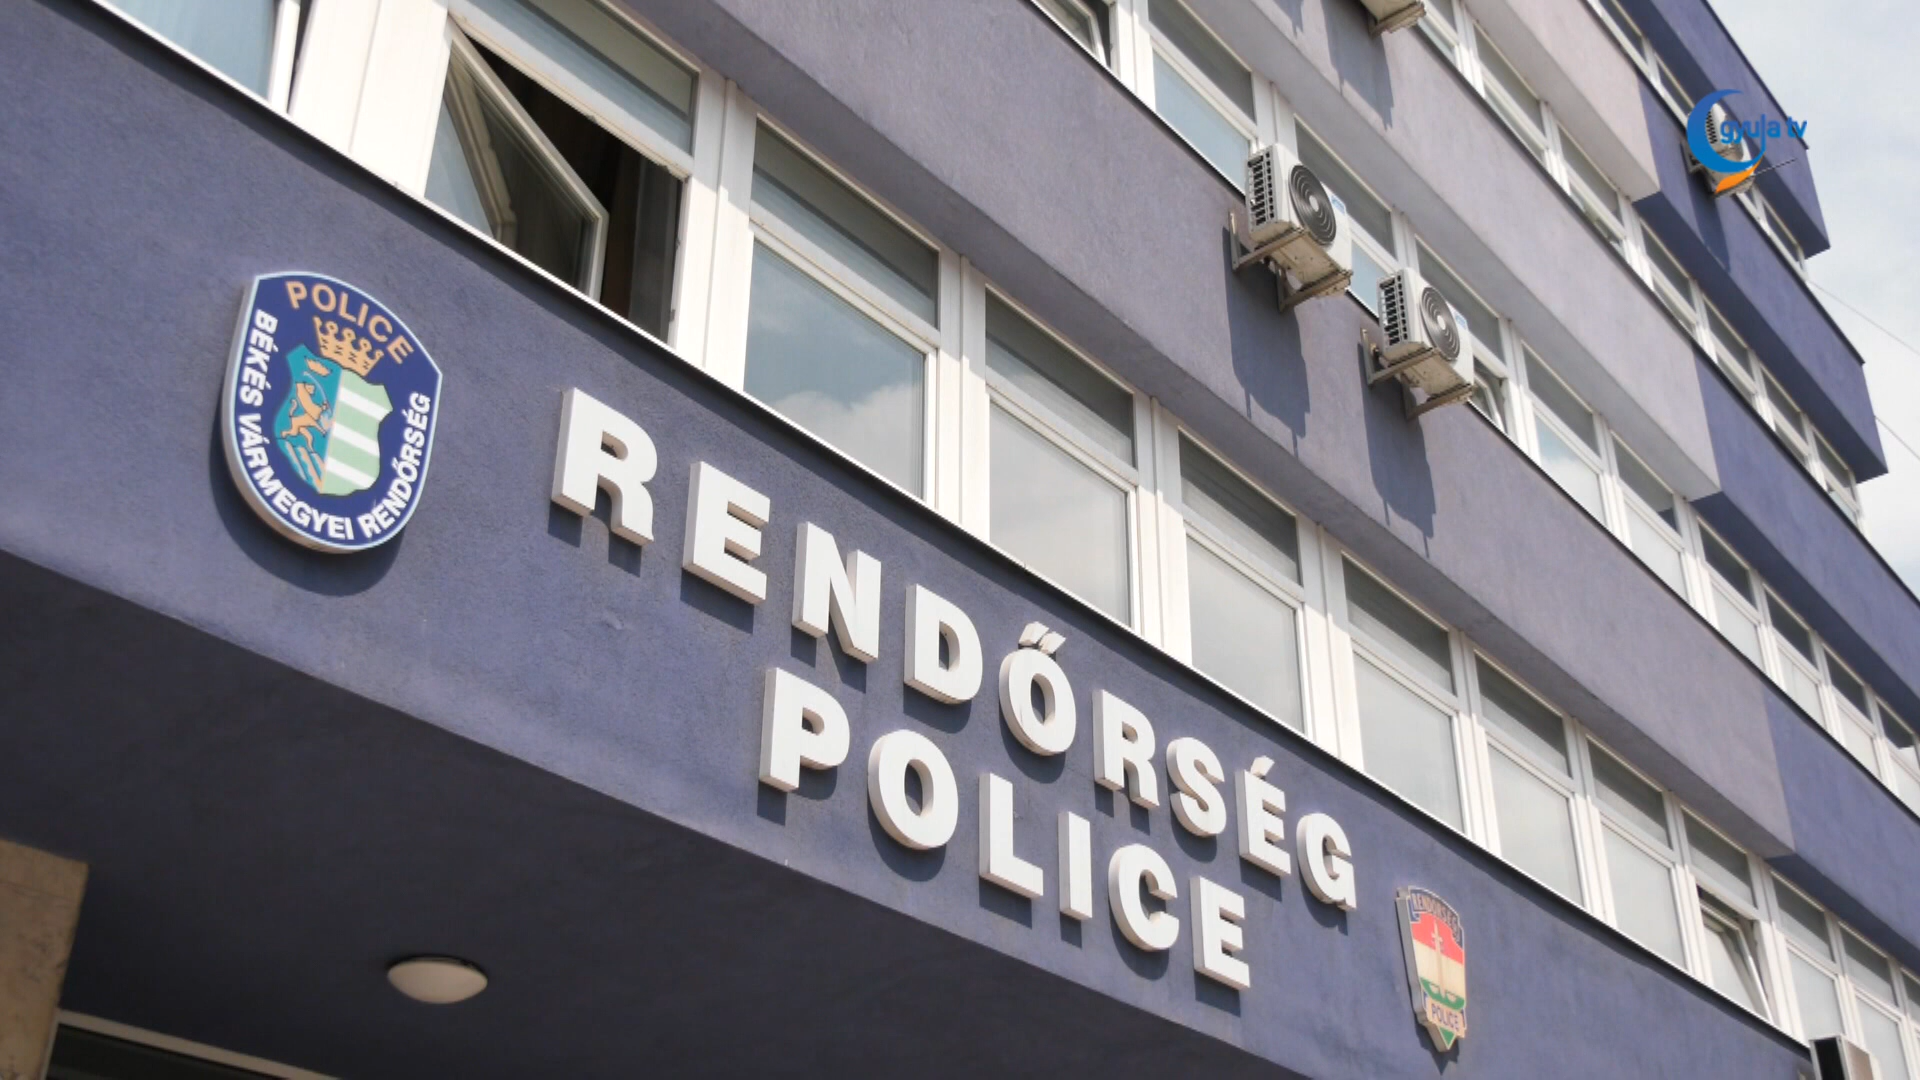 gyula tv
POLICE
BÉKÉS VÁRMEGYEI RENDŐRSÉG
RENDŐRSÉG
POLICE
RENDŐRSÉG
POLICE